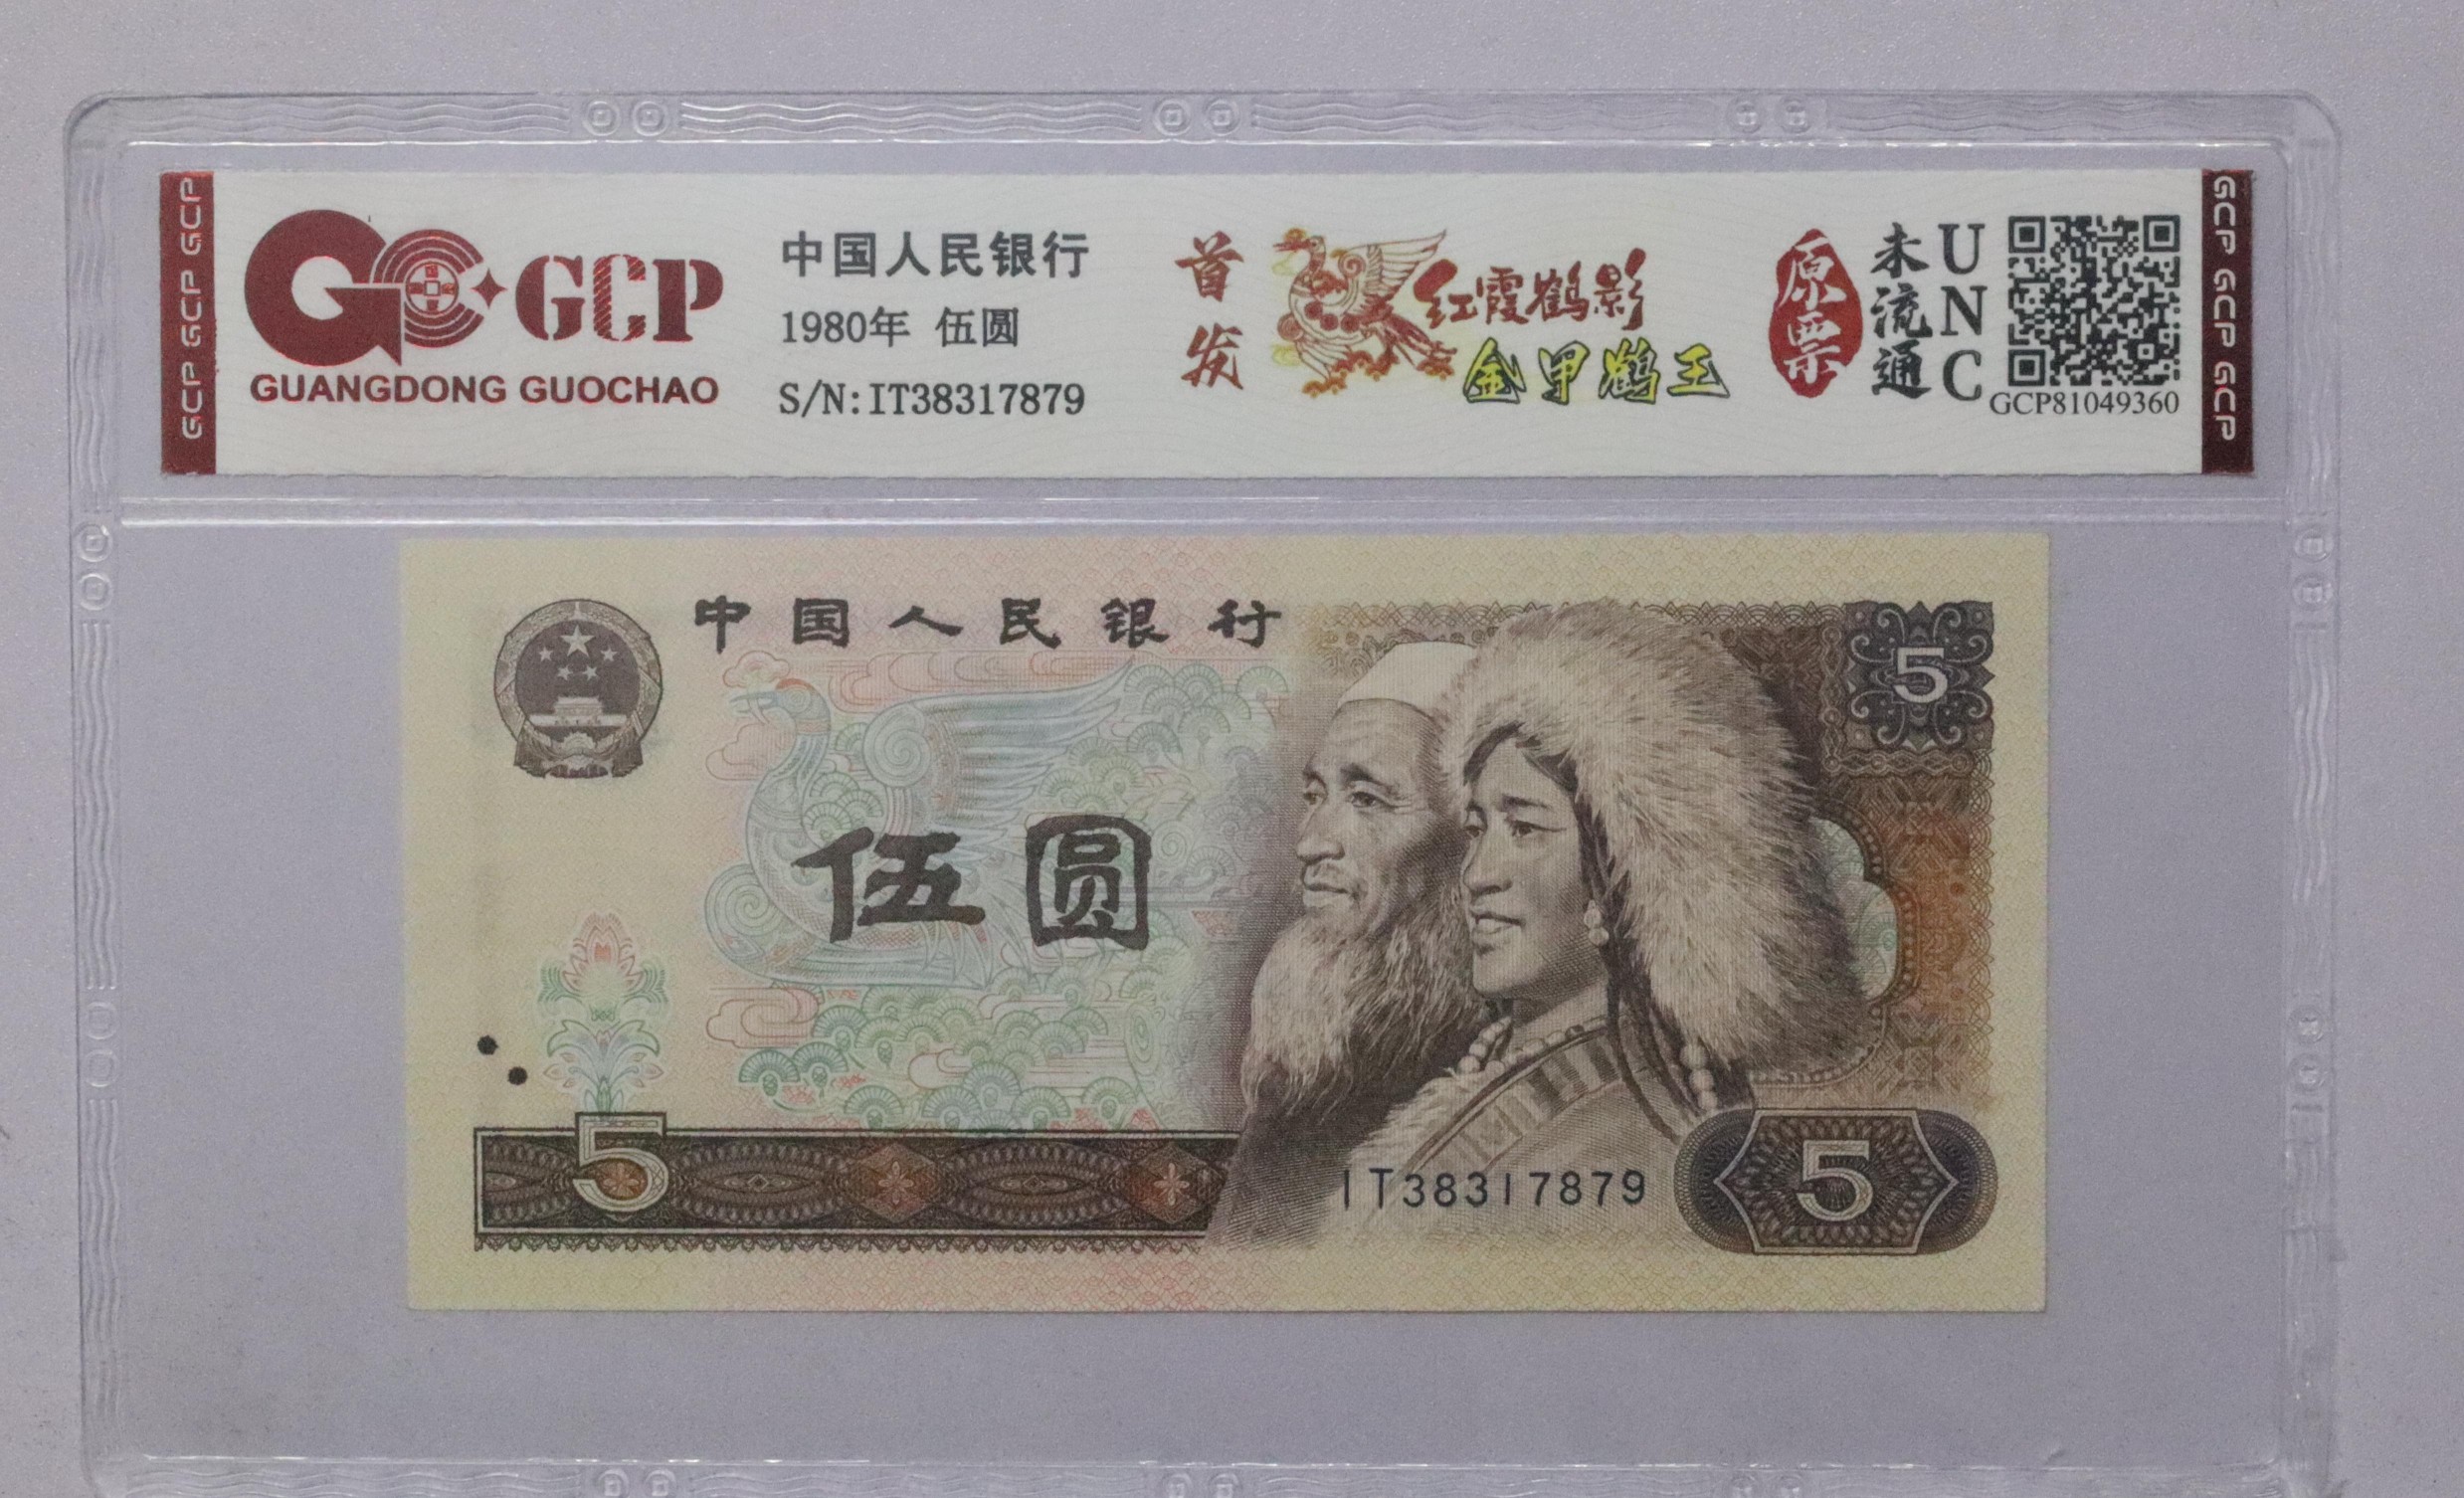 GCP GCP GCP
GCP
GUANGDONG GUOCHAO
中国人民银行
1980年 伍圆
S/N:IT38317879
首发
红霞鹤影
金甲鹤王
原票
未流通
UNC
GCP81049360
GCP GCP GCP
中国人民银行
5
伍圆
5
IT38317879
5